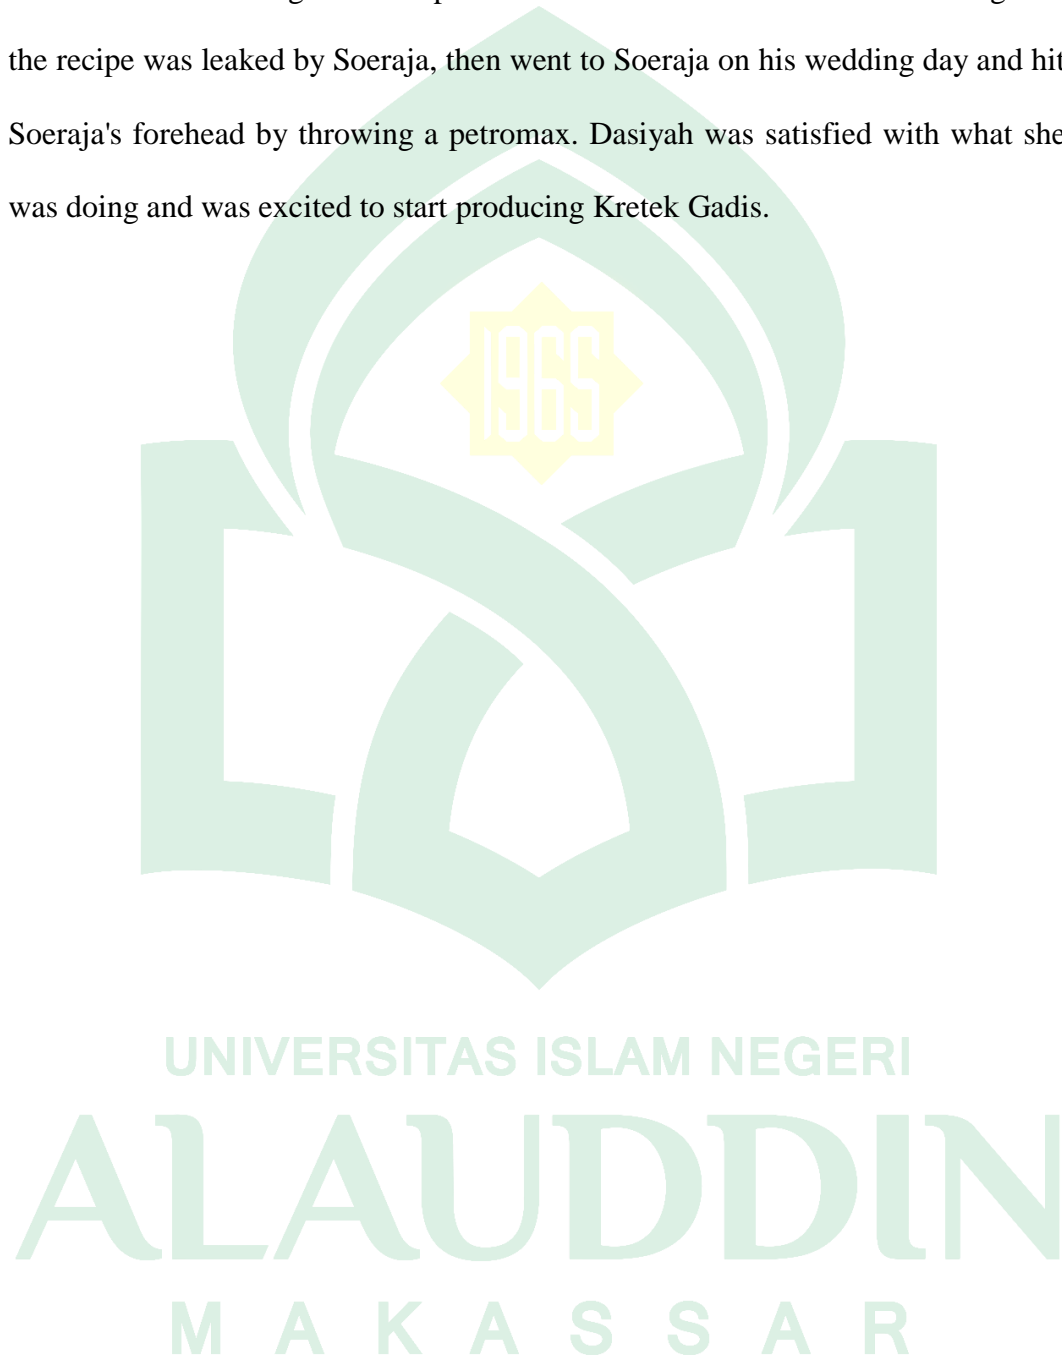 the recipe was leaked by Soeraja, then went to Soeraja on his wedding day and hit
Soeraja's forehead by throwing a petromax. Dasiyah was satisfied with what she
was doing and was excited to start producing Kretek Gadis.
1965
UNIVERSITAS ISLAM NEGERI
ALAUDDIN
MAKASSAR